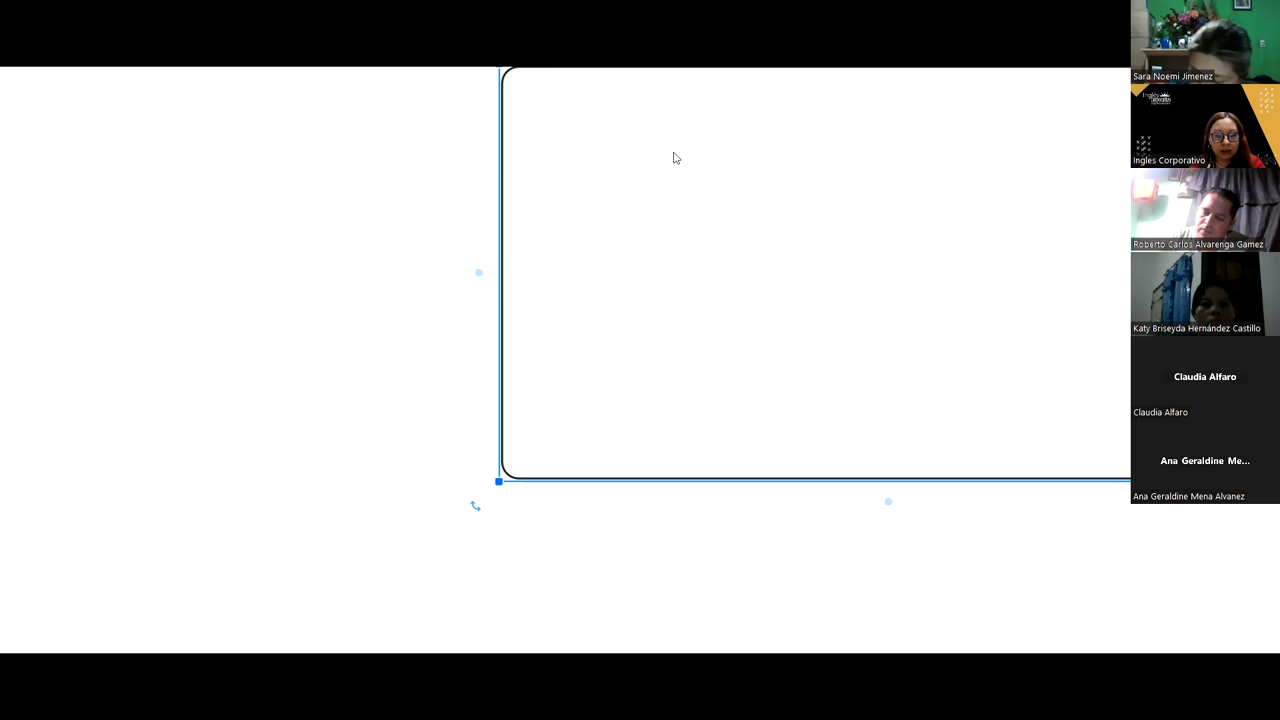 Sara Noemi Jimenez
Ingles Corporativo
Roberto Carlos Alvarenga Gamez
Katy Briseyda Hernández Castillo
Claudia Alfaro
Claudia Alfaro
Ana Geraldine Me...
Ana Geraldine Mena Alvanez